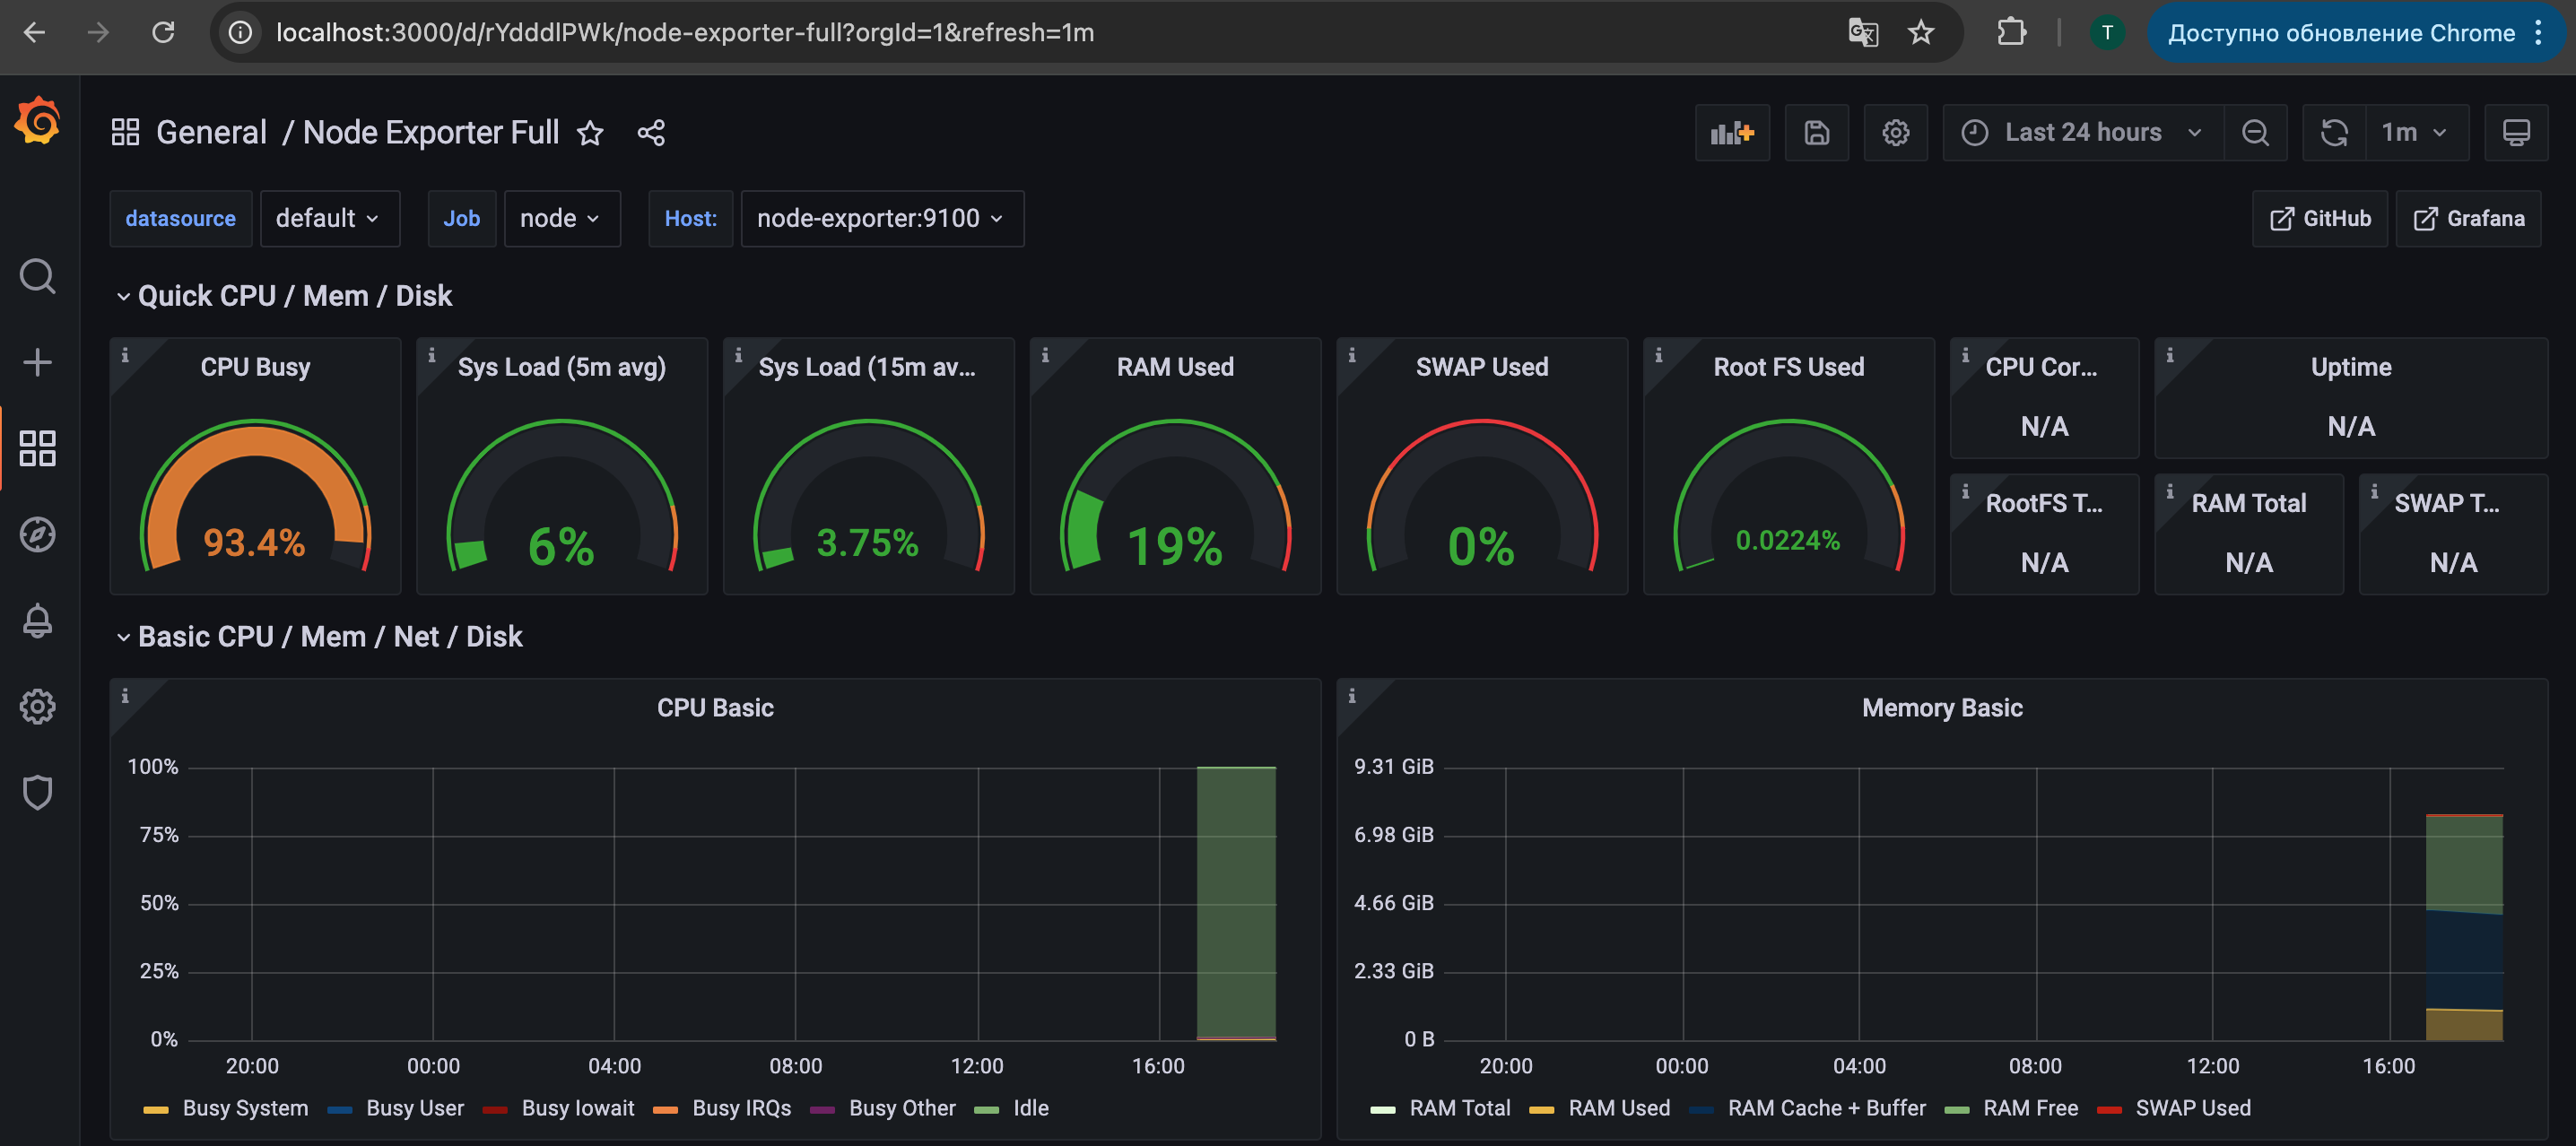 localhost:3000/d/rYdddlPWk/node-exporter-full?orgId=1&refresh=1m
T
Доступно обновление Chrome
General / Node Exporter Full
Last 24 hours
1m
datasource
default
Job
node
Host:
node-exporter:9100
GitHub
Grafana
Quick CPU / Mem / Disk
CPU Busy
93.4%
Sys Load (5m avg)
6%
Sys Load (15m av...
3.75%
RAM Used
19%
SWAP Used
0%
Root FS Used
0.0224%
CPU Cor...
N/A
Uptime
N/A
RootFS T...
N/A
RAM Total
N/A
SWAP T...
N/A
Basic CPU / Mem / Net / Disk
CPU Basic
100%
75%
50%
25%
0%
20:00 00:00 04:00 08:00 12:00 16:00
Busy System Busy User Busy Iowait Busy IRQs Busy Other Idle
Memory Basic
9.31 GiB
6.98 GiB
4.66 GiB
2.33 GiB
0 B
20:00 00:00 04:00 08:00 12:00 16:00
RAM Total RAM Used RAM Cache + Buffer RAM Free SWAP Used